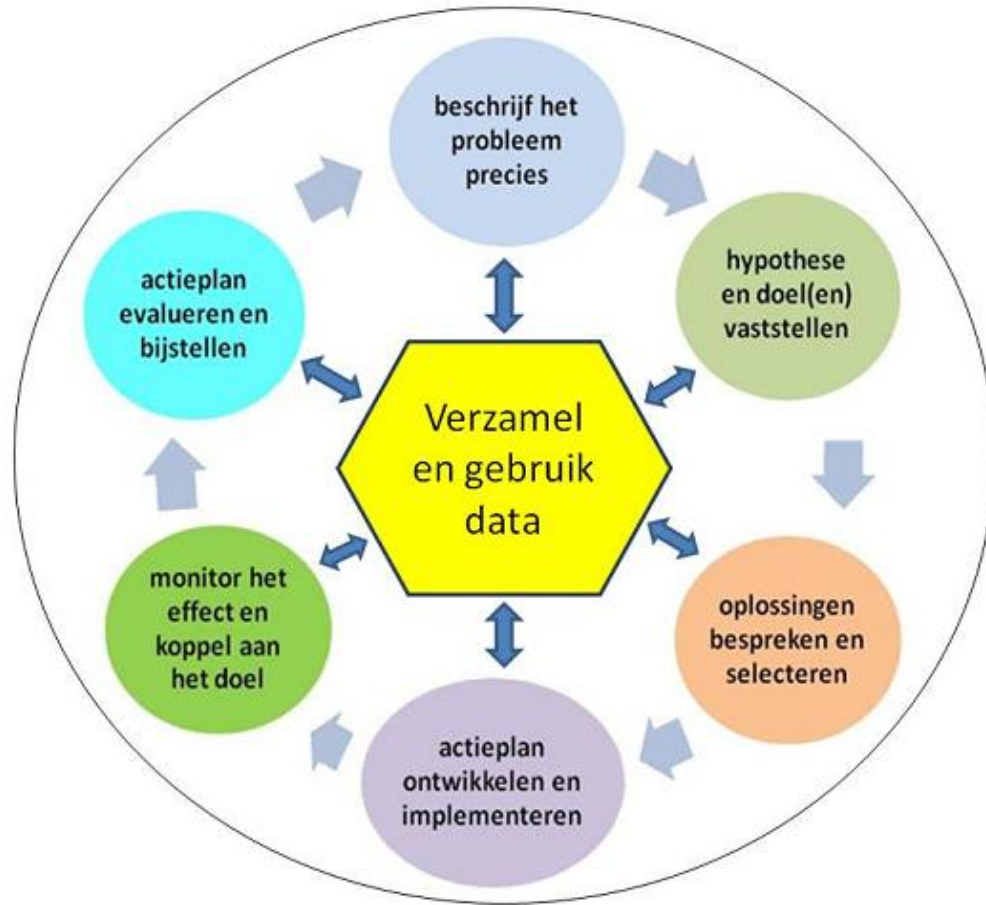 beschrijf het
probleem
precies
hypothese
en doel(en)
vaststellen
oplossingen
bespreken en
selecteren
actieplan
ontwikkelen en
implementeren
monitor het
effect en
koppel aan
het doel
actieplan
evalueren en
bijstellen
Verzamel
en gebruik
data